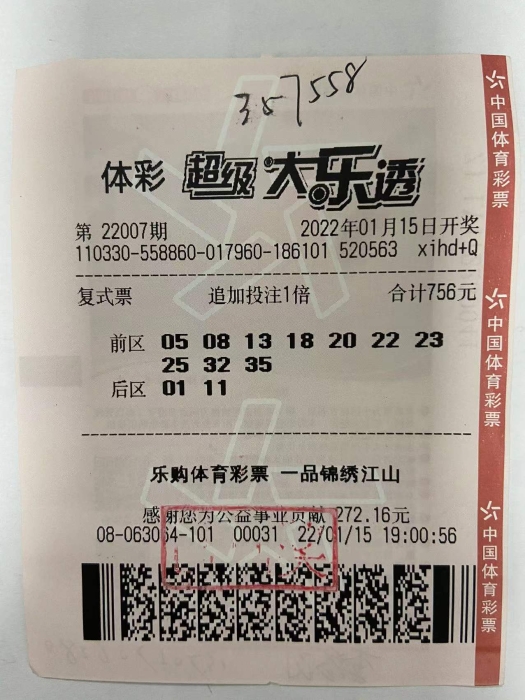 357558
体彩 超级大乐透
第 22007期 2022年01月15日开奖
110330-558860-017960-186101 520563 xihd+Q
复式票 追加投注1倍 合计756元
前区 05 08 13 18 20 22 23
25 32 35
后区 01 11
乐购体育彩票 一品锦绣江山
感谢您为公益事业贡献 272.16元
08-063064-101 00031 22/01/15 19:00:56
中国体育彩票
中国体育彩票
中国体育彩票